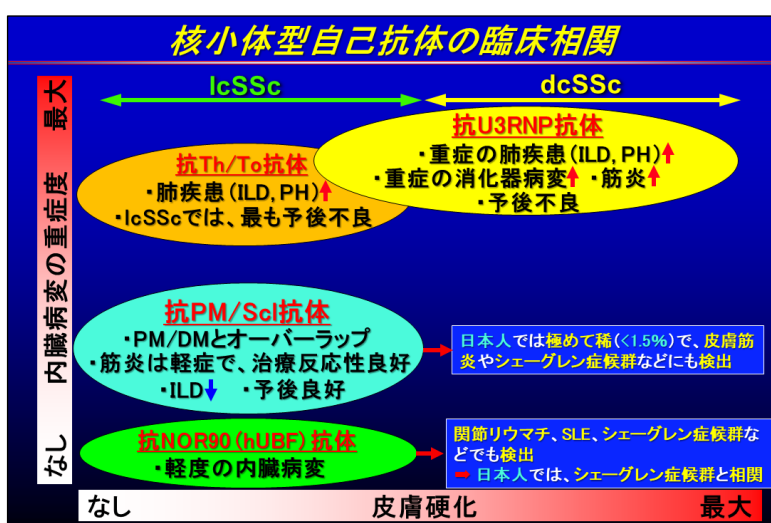 核小体型自己抗体の臨床相関
lcSSc
dcSSc
内臓病変の重症度
最大
なし
抗U3RNP抗体
・重症の肺疾患(ILD, PH)↑
・重症の消化器病変↑ ・筋炎↑
・予後不良
抗Th/To抗体
・肺疾患(ILD, PH)↑
・lcSScでは、最も予後不良
抗PM/Scl抗体
・PM/DMとオーバーラップ
・筋炎は軽症で、治療反応性良好
・ILD↓ ・予後良好
日本人では極めて稀(<1.5%)で、皮膚筋
炎やシェーグレン症候群などにも検出
抗NOR90(hUBF)抗体
・軽度の内臓病変
関節リウマチ、SLE、シェーグレン症候群な
どでも検出
➡ 日本人では、シェーグレン症候群と相関
なし
皮膚硬化
最大